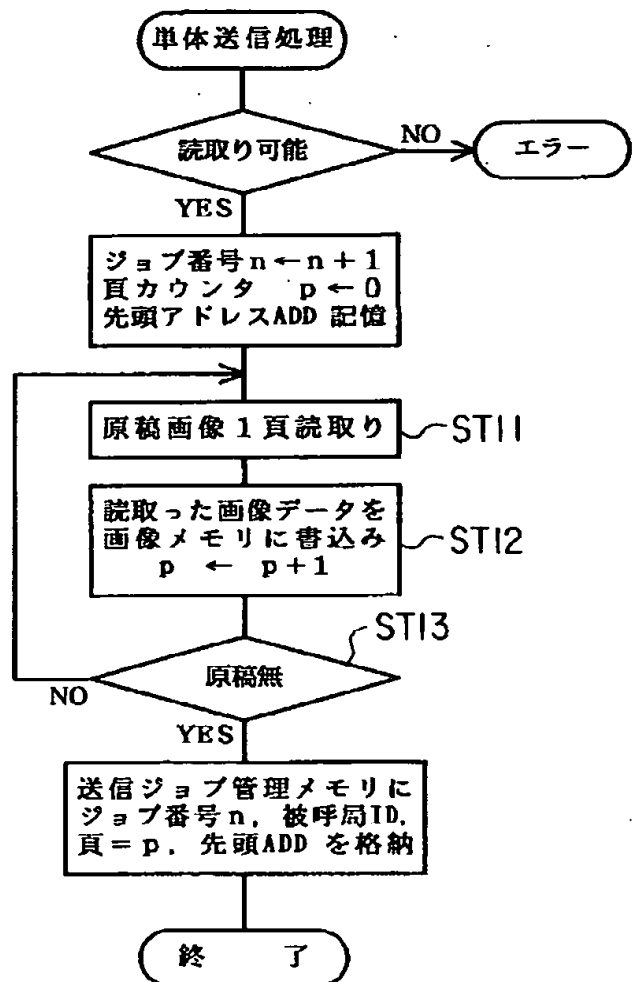 単体送信処理
読取り可能
NO
エラー
YES
ジョブ番号n←n+1
頁カウンタ p←0
先頭アドレスADD 記憶
原稿画像1頁読取り
ST11
読取った画像データを
画像メモリに書込み
p ← p+1
ST12
ST13
原稿無
NO
YES
送信ジョブ管理メモリに
ジョブ番号n, 被呼局ID,
頁=p, 先頭ADD を格納
終 了